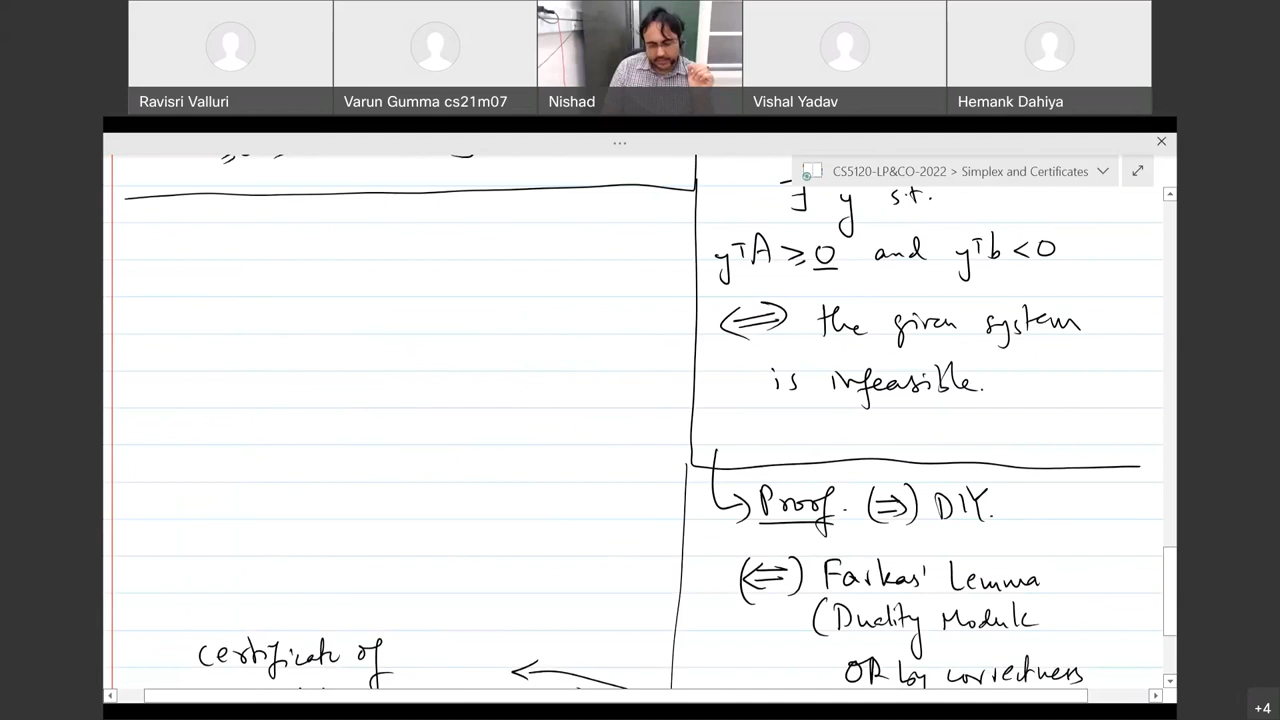 Ravisri Valluri
Varun Gumma cs21m07
Nishad
Vishal Yadav
Hemank Dahiya
CS5120-LP&CO-2022 > Simplex and Certificates
∃ y s.t.
yᵀA ≥ 0 and yᵀb < 0
⟺ the given system
is infeasible.
↳ Proof. (⇒) DIY.
(⇐) Farkas' Lemma
(Duality Module
OR by correctness
certificate of
+4